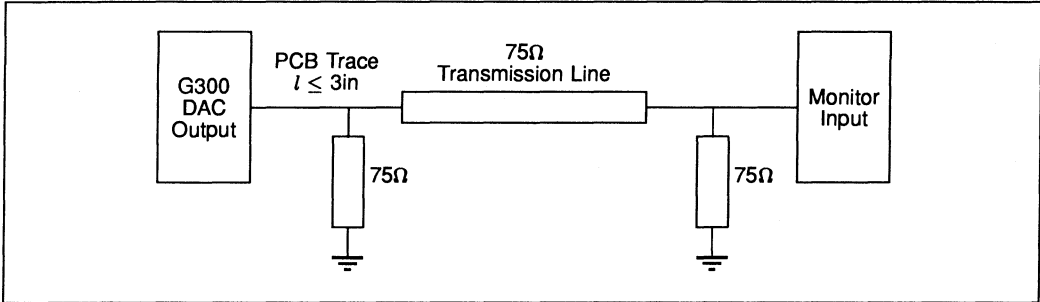 G300
DAC
Output
PCB Trace
l ≤ 3in
75Ω
Transmission Line
75Ω
75Ω
Monitor
Input